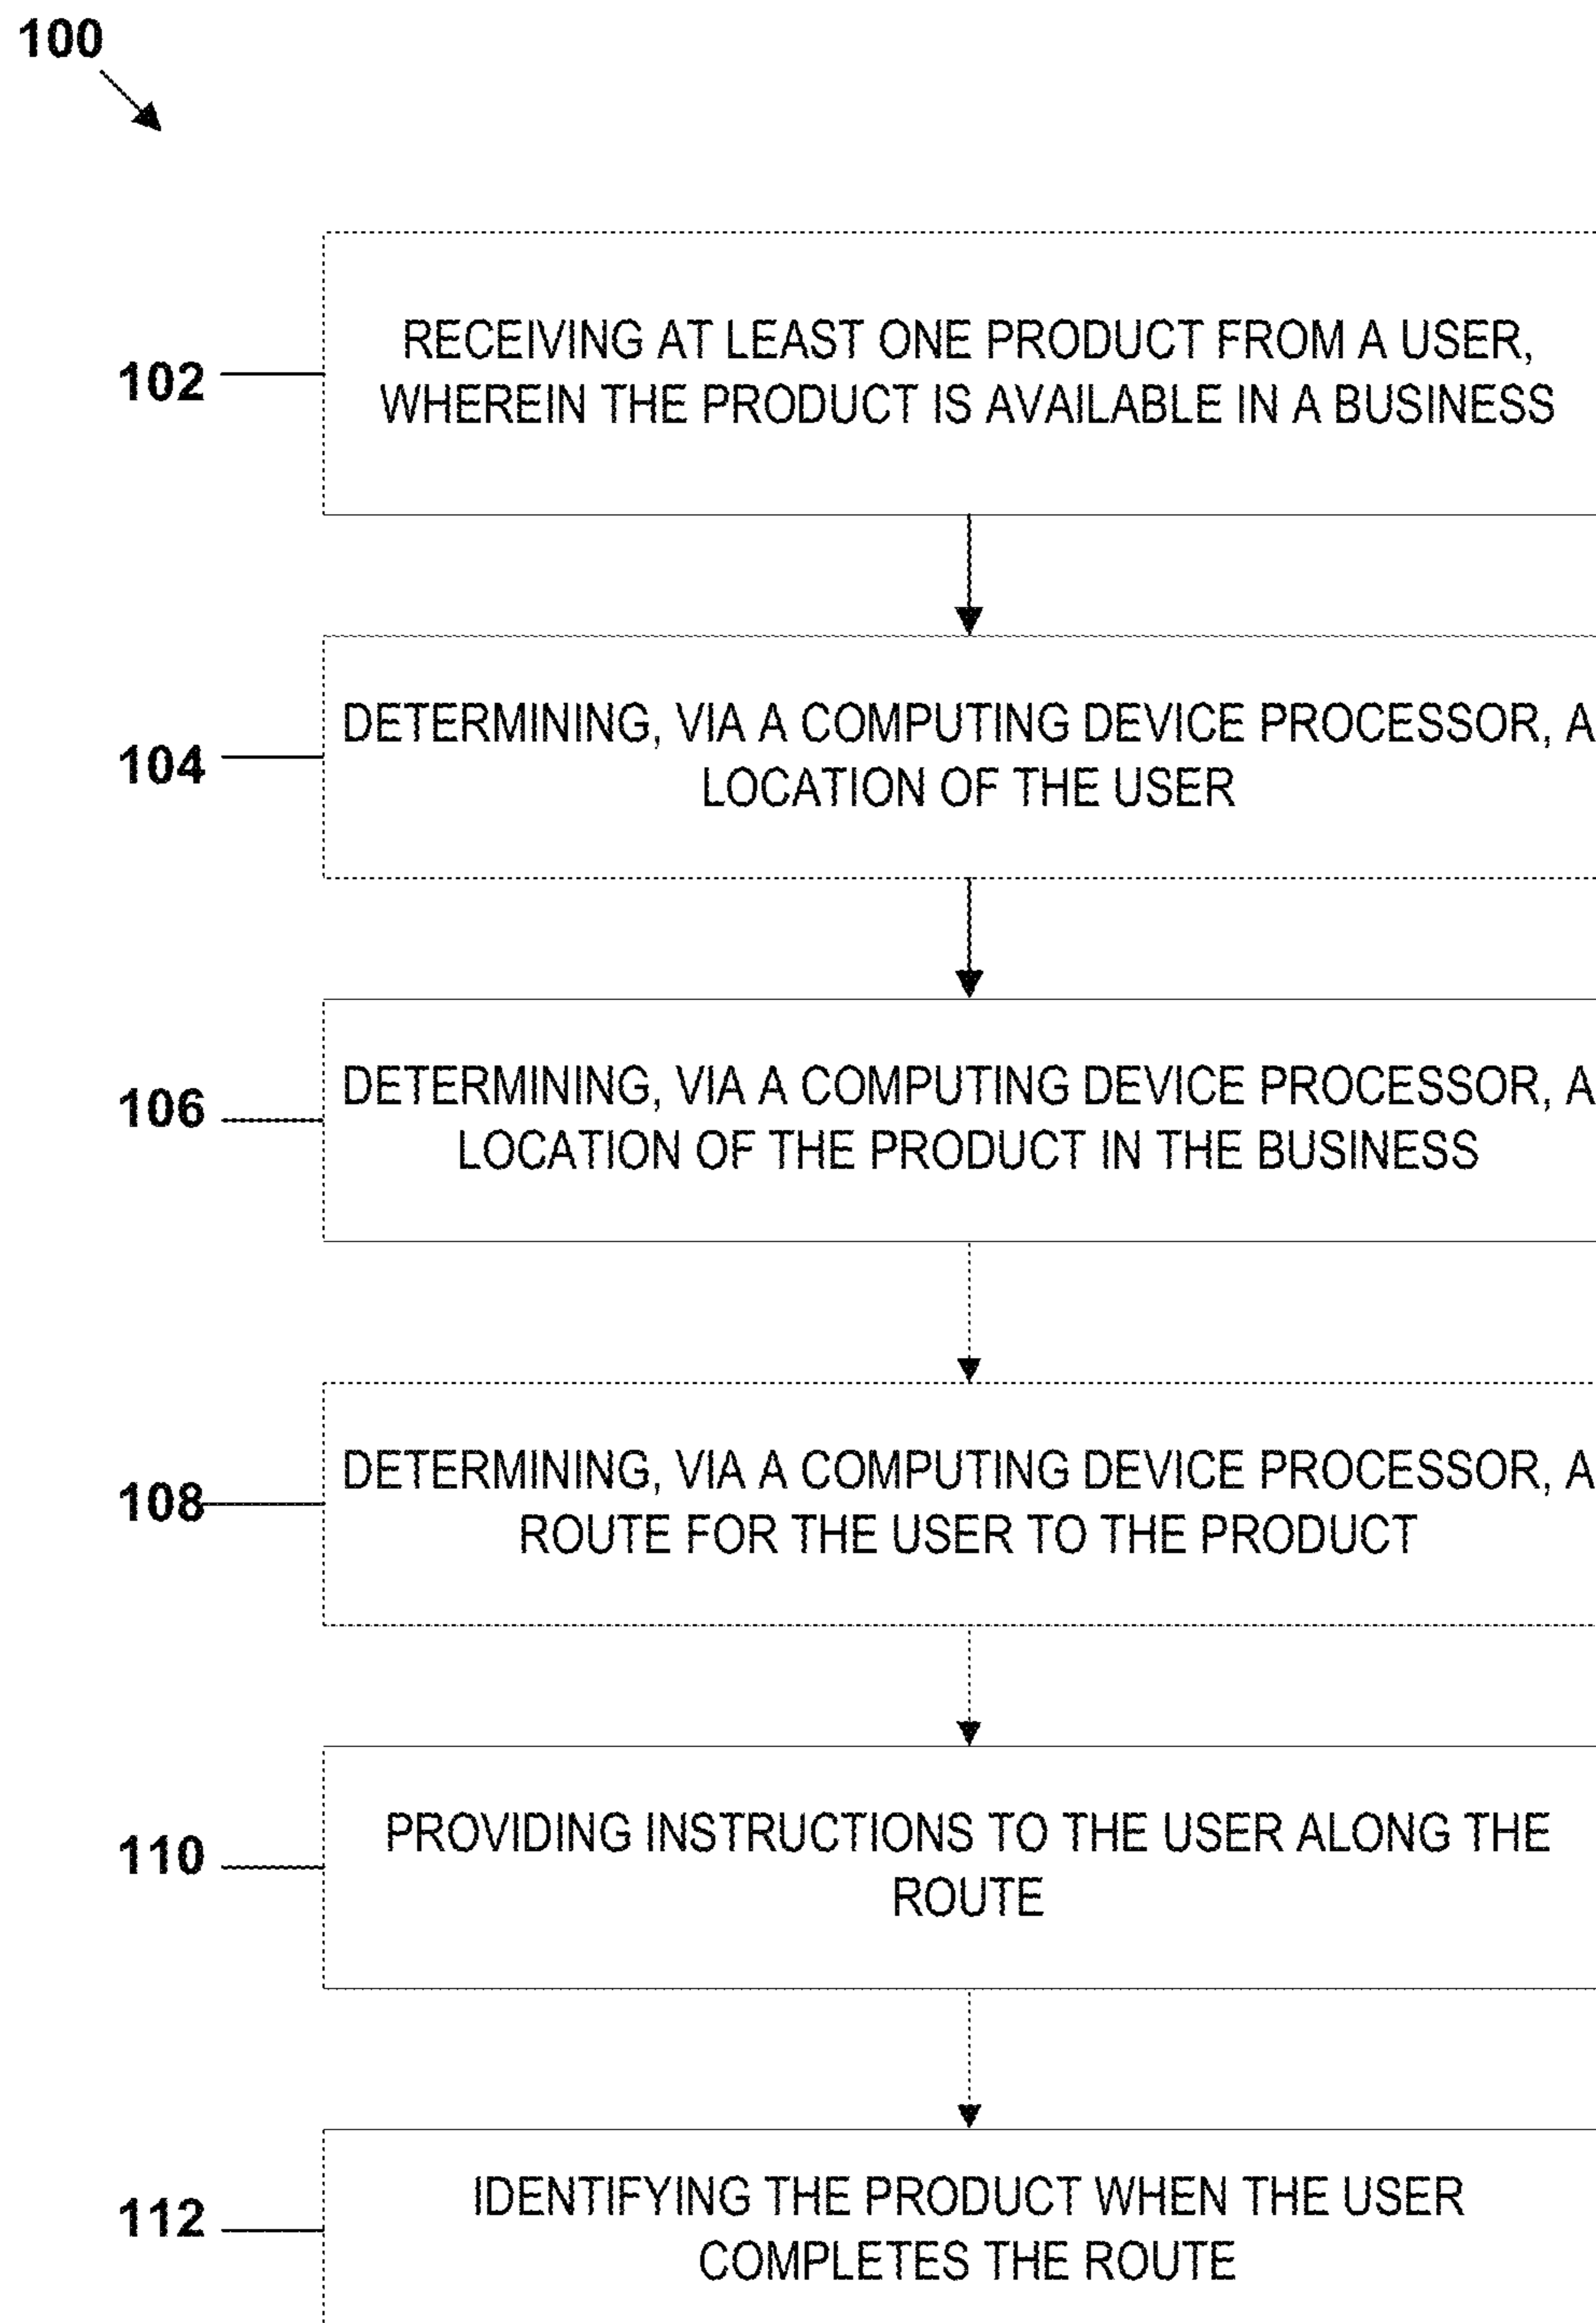 100
RECEIVING AT LEAST ONE PRODUCT FROM A USER,
102
WHEREIN THE PRODUCT IS AVAILABLE IN A BUSINESS
DETERMINING, VIA A COMPUTING DEVICE PROCESSOR, A
104
LOCATION OF THE USER
DETERMINING, VIA A COMPUTING DEVICE PROCESSOR, A
106
LOCATION OF THE PRODUCT IN THE BUSINESS
DETERMINING, VIA A COMPUTING DEVICE PROCESSOR, A
108
ROUTE FOR THE USER TO THE PRODUCT
PROVIDING INSTRUCTIONS TO THE USER ALONG THE
110
ROUTE
IDENTIFYING THE PRODUCT WHEN THE USER
112
COMPLETES THE ROUTE